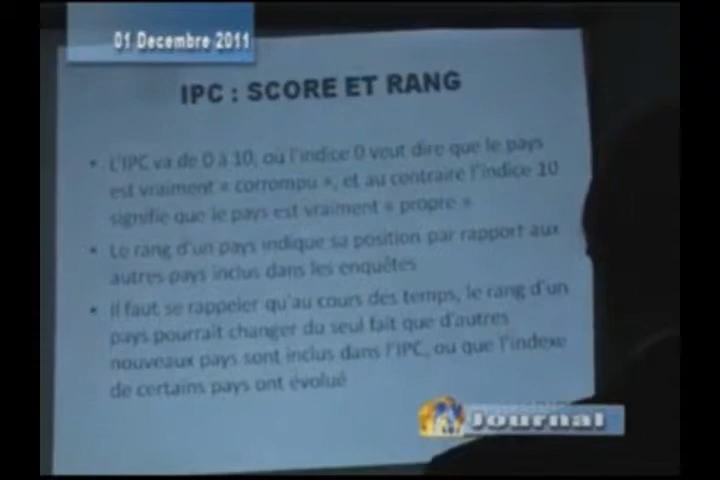 01 Decembre 2011
IPC : SCORE ET RANG
• L'IPC va de 0 à 10, où l'indice 0 veut dire que le pays
est vraiment « corrompu », et au contraire l'indice 10
signifie que le pays est vraiment « propre »
• Le rang d'un pays indique sa position par rapport aux
autres pays inclus dans les enquêtes
• Il faut se rappeler qu'au cours des temps, le rang d'un
pays pourrait changer du seul fait que d'autres
nouveaux pays sont inclus dans l'IPC, ou que l'indexe
de certains pays ont évolué
Journal